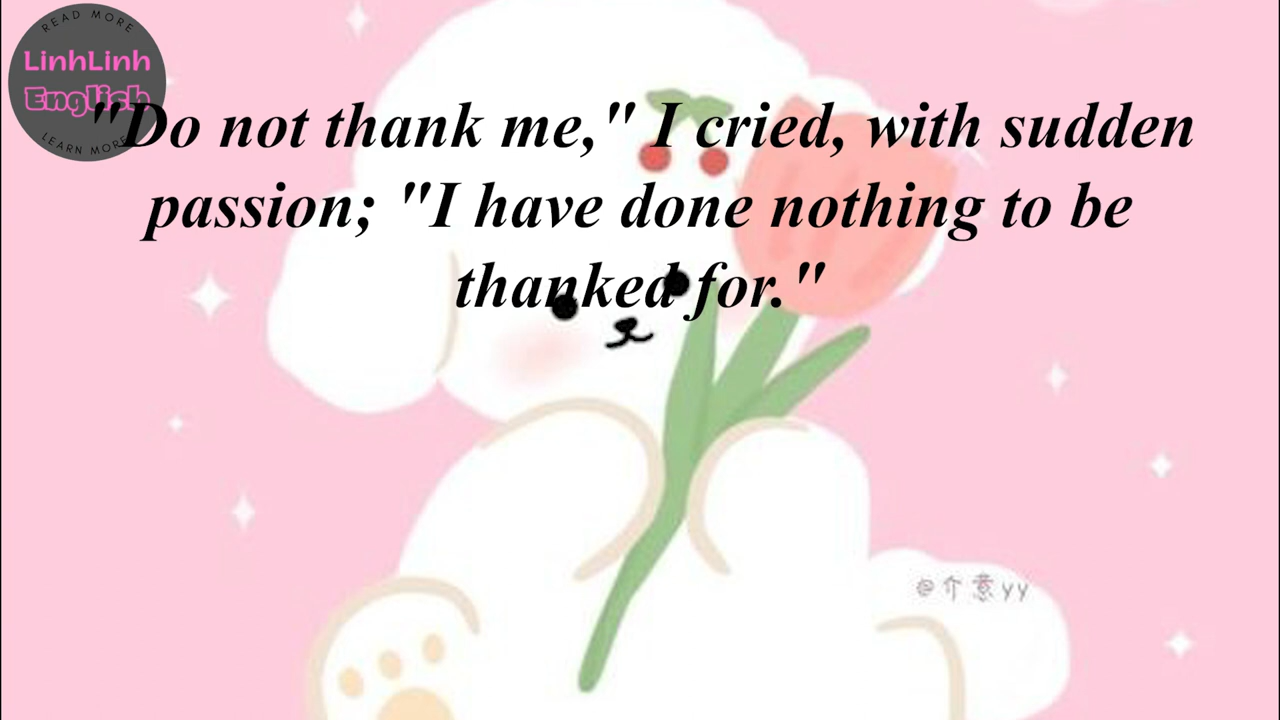 READ MORE
LinhLinh
English
LEARN MORE
"Do not thank me," I cried, with sudden
passion; "I have done nothing to be
thanked for."
@介意yy